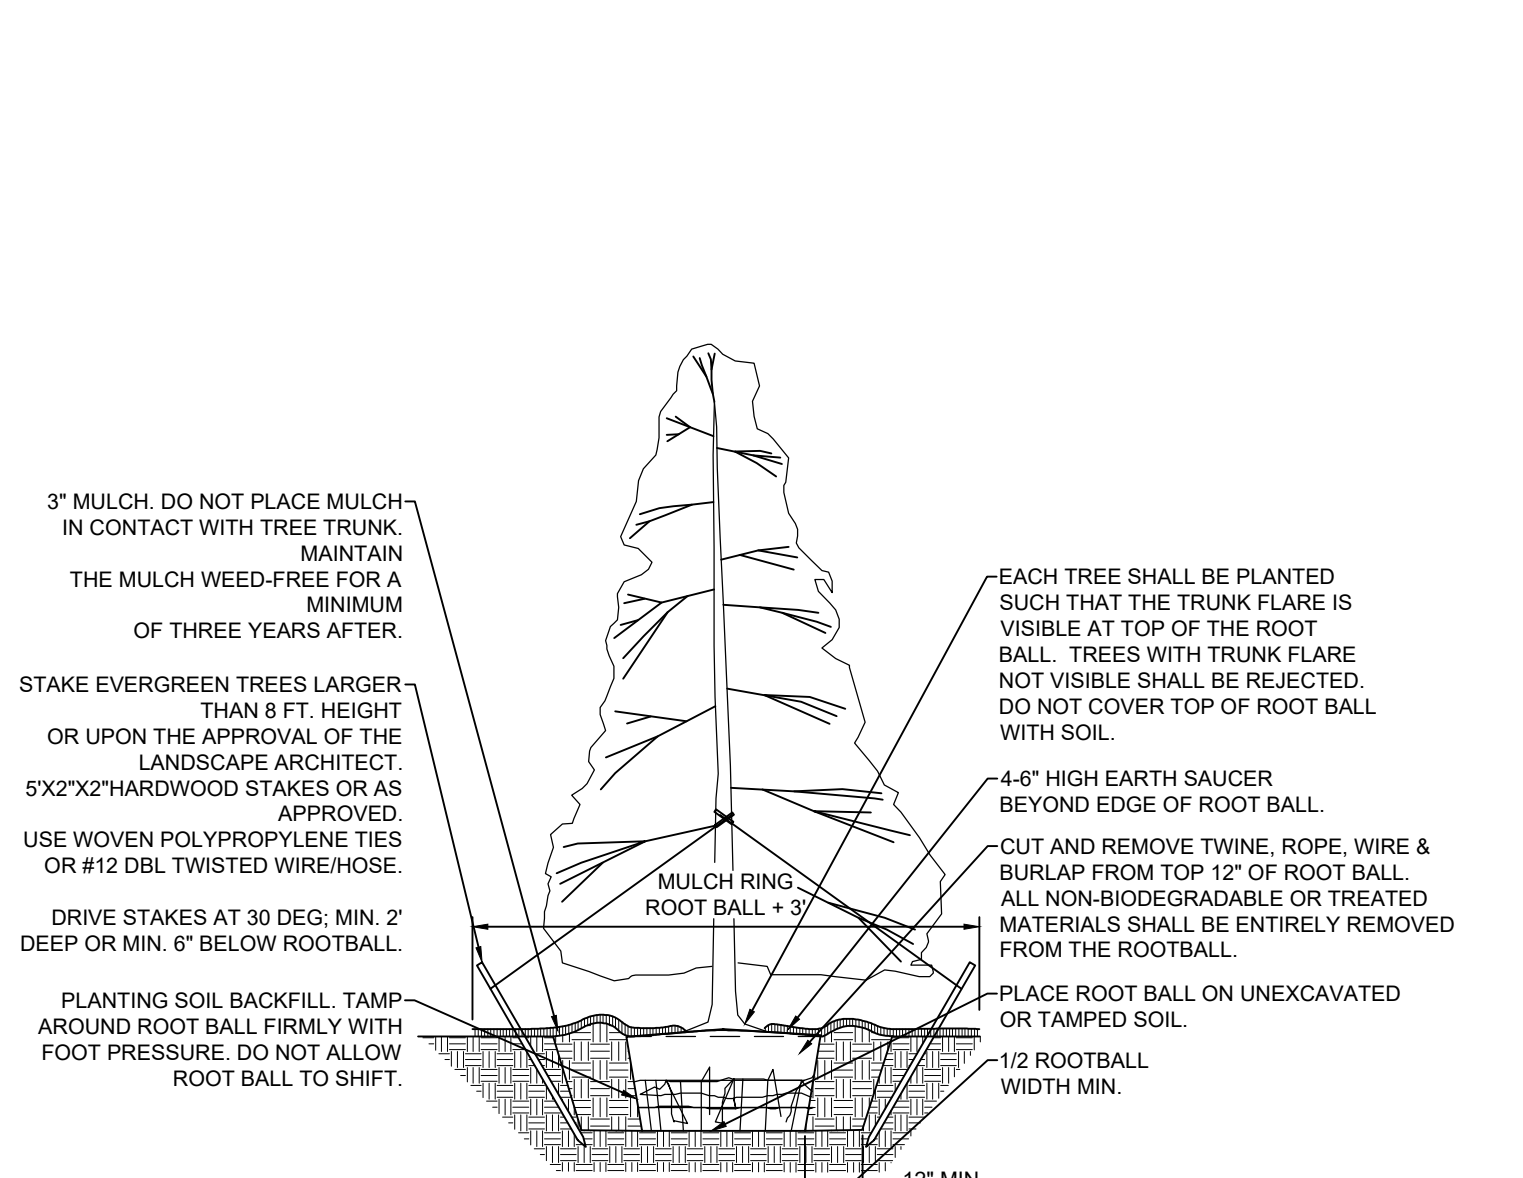 3" MULCH. DO NOT PLACE MULCH
IN CONTACT WITH TREE TRUNK.
MAINTAIN
THE MULCH WEED-FREE FOR A
MINIMUM
OF THREE YEARS AFTER.
STAKE EVERGREEN TREES LARGER
THAN 8 FT. HEIGHT
OR UPON THE APPROVAL OF THE
LANDSCAPE ARCHITECT.
5'X2"X2"HARDWOOD STAKES OR AS
APPROVED.
USE WOVEN POLYPROPYLENE TIES
OR #12 DBL TWISTED WIRE/HOSE.
DRIVE STAKES AT 30 DEG; MIN. 2'
DEEP OR MIN. 6" BELOW ROOTBALL.
PLANTING SOIL BACKFILL. TAMP
AROUND ROOT BALL FIRMLY WITH
FOOT PRESSURE. DO NOT ALLOW
ROOT BALL TO SHIFT.
MULCH RING
ROOT BALL + 3'
EACH TREE SHALL BE PLANTED
SUCH THAT THE TRUNK FLARE IS
VISIBLE AT TOP OF THE ROOT
BALL. TREES WITH TRUNK FLARE
NOT VISIBLE SHALL BE REJECTED.
DO NOT COVER TOP OF ROOT BALL
WITH SOIL.
4-6" HIGH EARTH SAUCER
BEYOND EDGE OF ROOT BALL.
CUT AND REMOVE TWINE, ROPE, WIRE &
BURLAP FROM TOP 12" OF ROOT BALL.
ALL NON-BIODEGRADABLE OR TREATED
MATERIALS SHALL BE ENTIRELY REMOVED
FROM THE ROOTBALL.
PLACE ROOT BALL ON UNEXCAVATED
OR TAMPED SOIL.
1/2 ROOTBALL
WIDTH MIN.
12" MIN